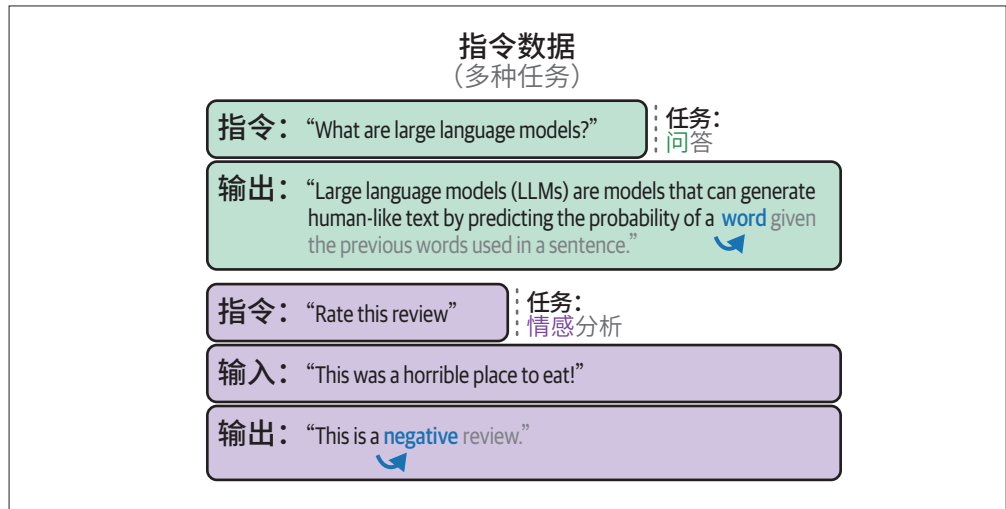 指令数据
（多种任务）
指令：“What are large language models?”
任务：
问答
输出：“Large language models (LLMs) are models that can generate
human-like text by predicting the probability of a word given
the previous words used in a sentence.”
指令：“Rate this review”
任务：
情感分析
输入：“This was a horrible place to eat!”
输出：“This is a negative review.”